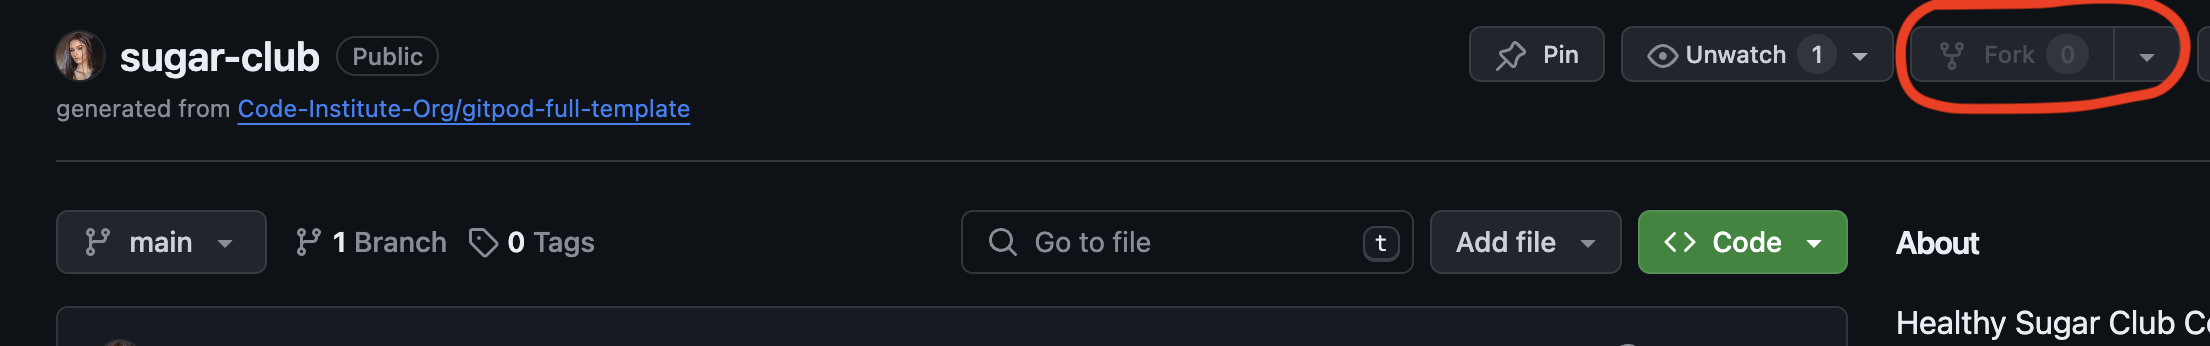 sugar-club Public
Pin
Unwatch 1
Fork 0
generated from Code-Institute-Org/gitpod-full-template
main
1 Branch
0 Tags
Go to file
t
Add file
Code
About
Healthy Sugar Club